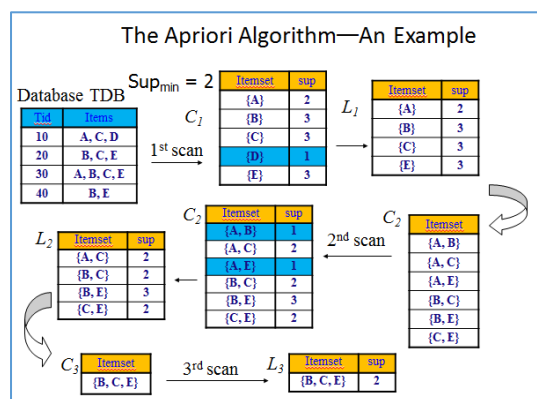 The Apriori Algorithm—An Example
Sup_min = 2
Database TDB
Tid Items
10 A, C, D
20 B, C, E
30 A, B, C, E
40 B, E
1st scan
C1
Itemset sup
{A} 2
{B} 3
{C} 3
{D} 1
{E} 3
L1
Itemset sup
{A} 2
{B} 3
{C} 3
{E} 3
C2
Itemset
{A, B}
{A, C}
{A, E}
{B, C}
{B, E}
{C, E}
2nd scan
C2
Itemset sup
{A, B} 1
{A, C} 2
{A, E} 1
{B, C} 2
{B, E} 3
{C, E} 2
L2
Itemset sup
{A, C} 2
{B, C} 2
{B, E} 3
{C, E} 2
C3
Itemset
{B, C, E}
3rd scan
L3
Itemset sup
{B, C, E} 2